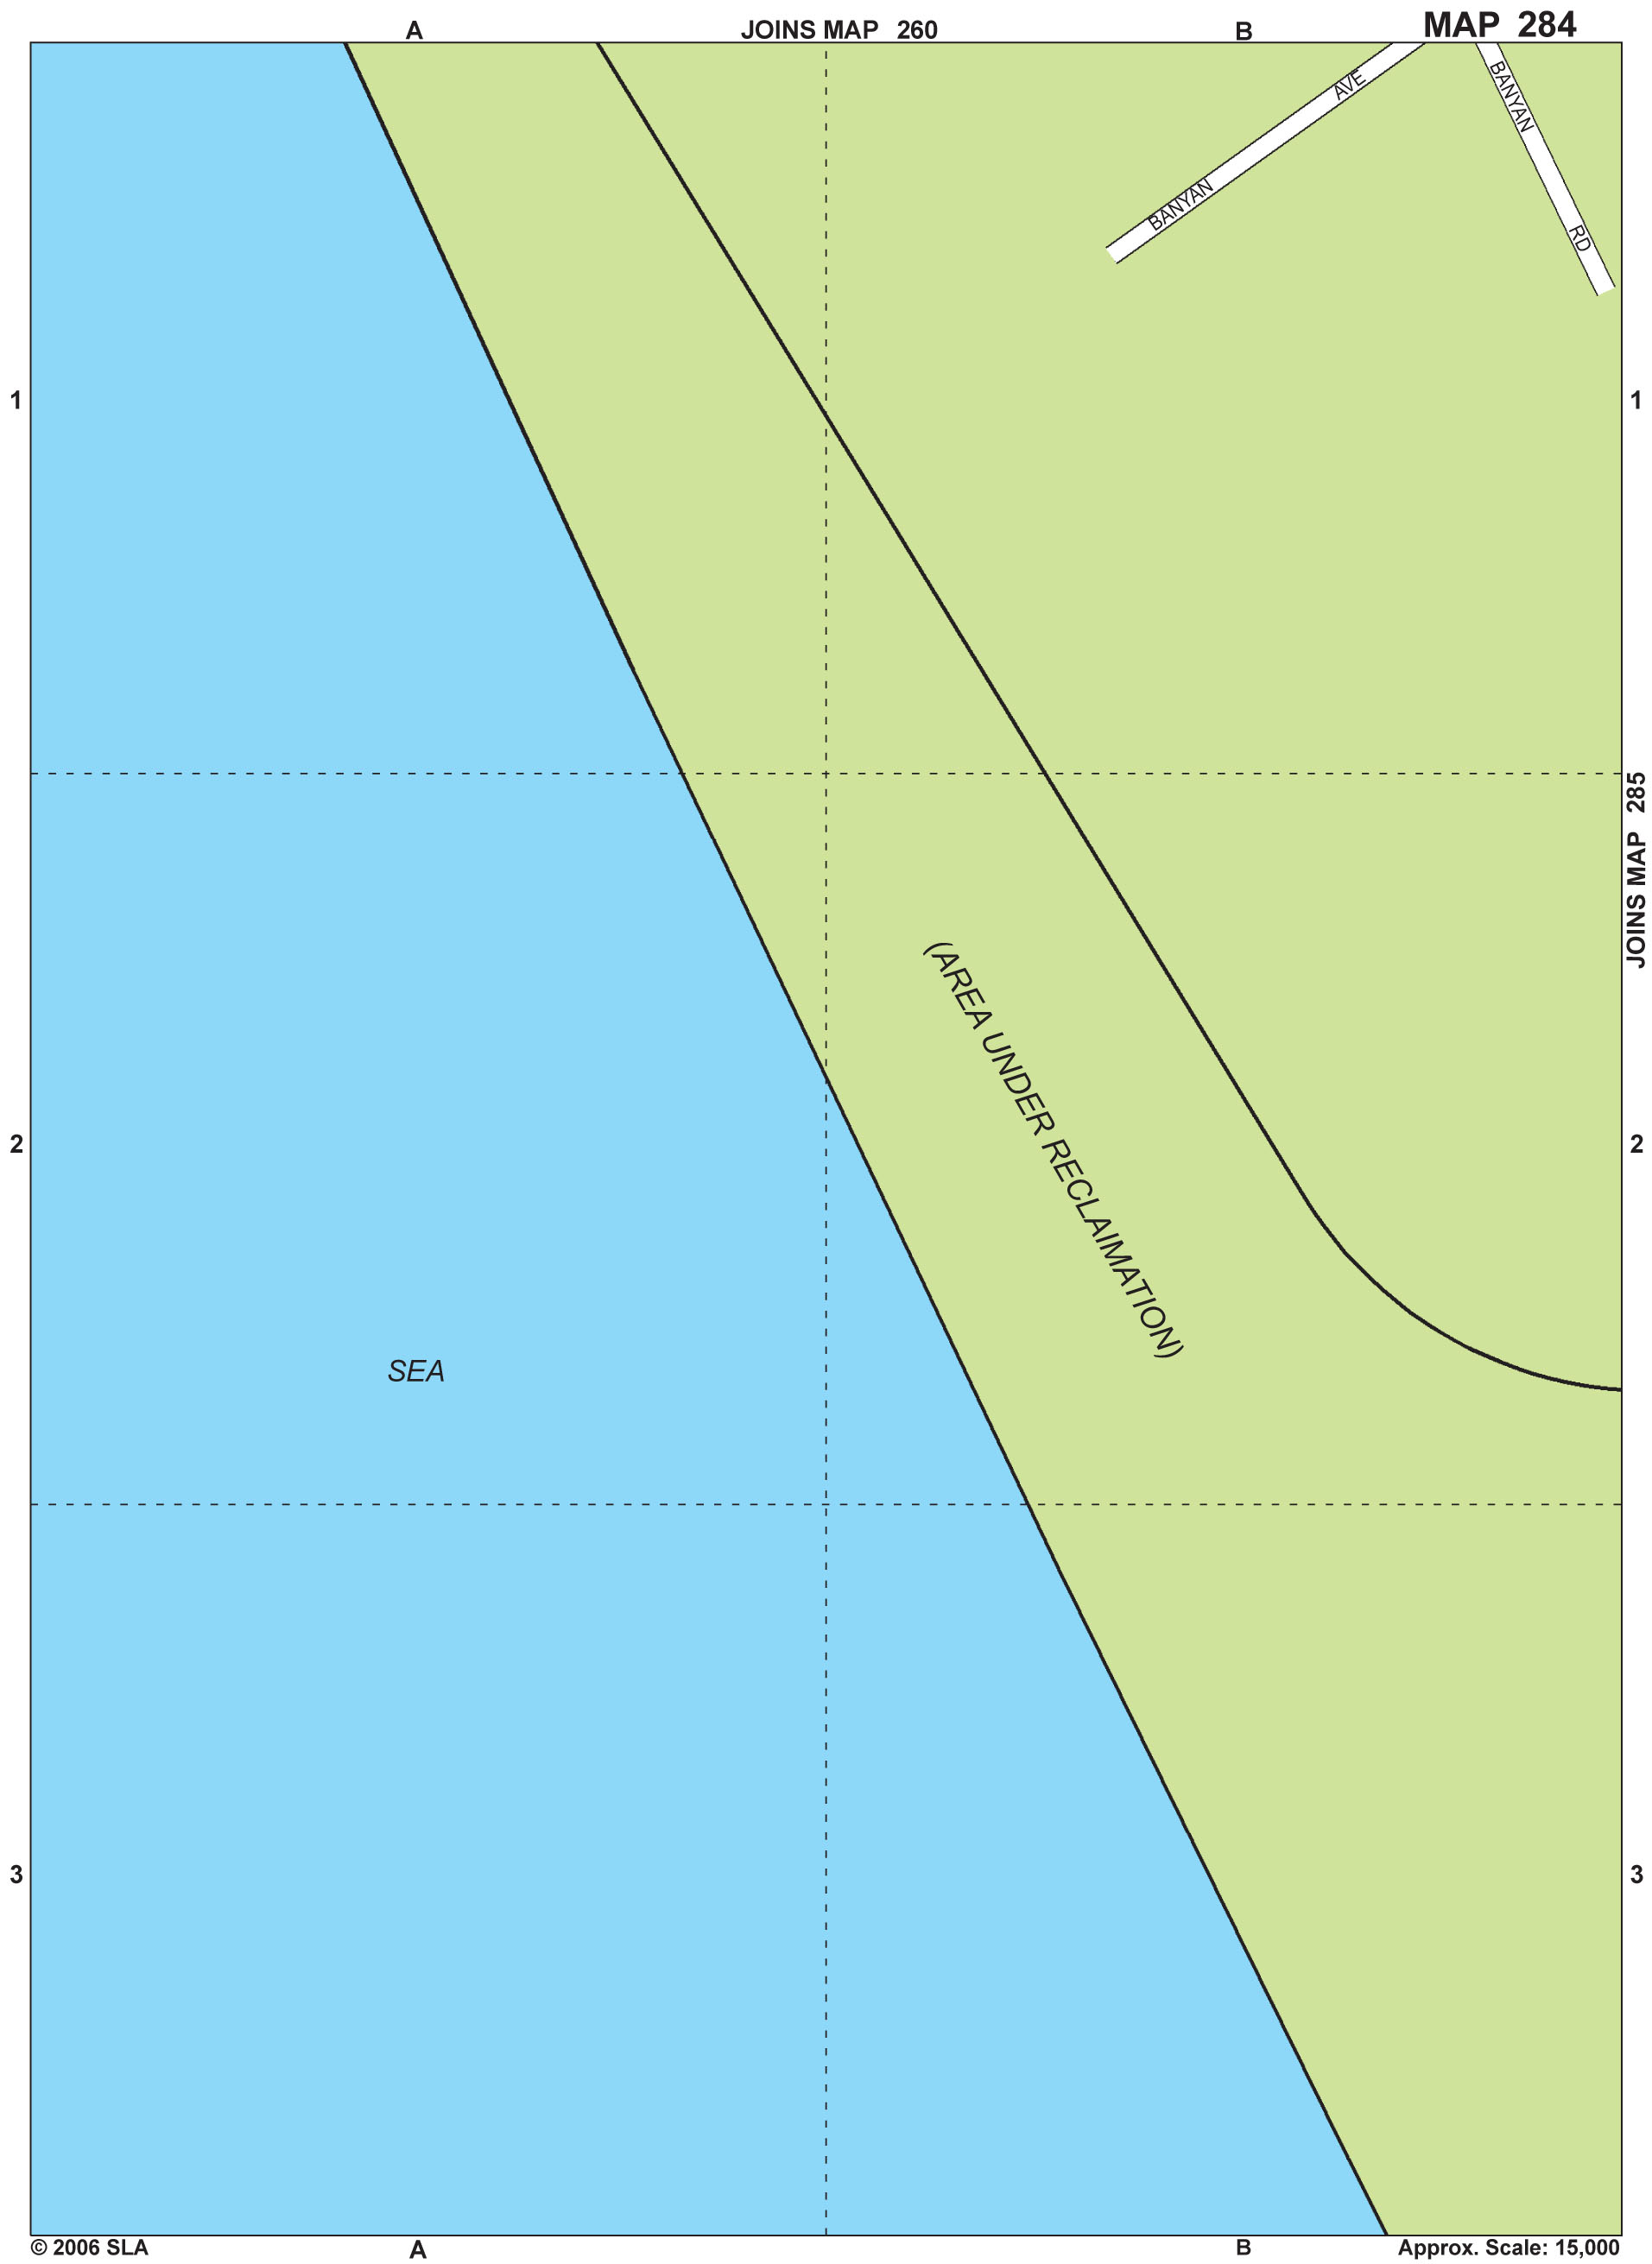 A JOINS MAP 260 B MAP 284
BANYAN AVE
BANYAN RD
1 1
JOINS MAP 285
(AREA UNDER RECLAIMATION)
2 2
SEA
3 3
© 2006 SLA A B Approx. Scale: 15,000